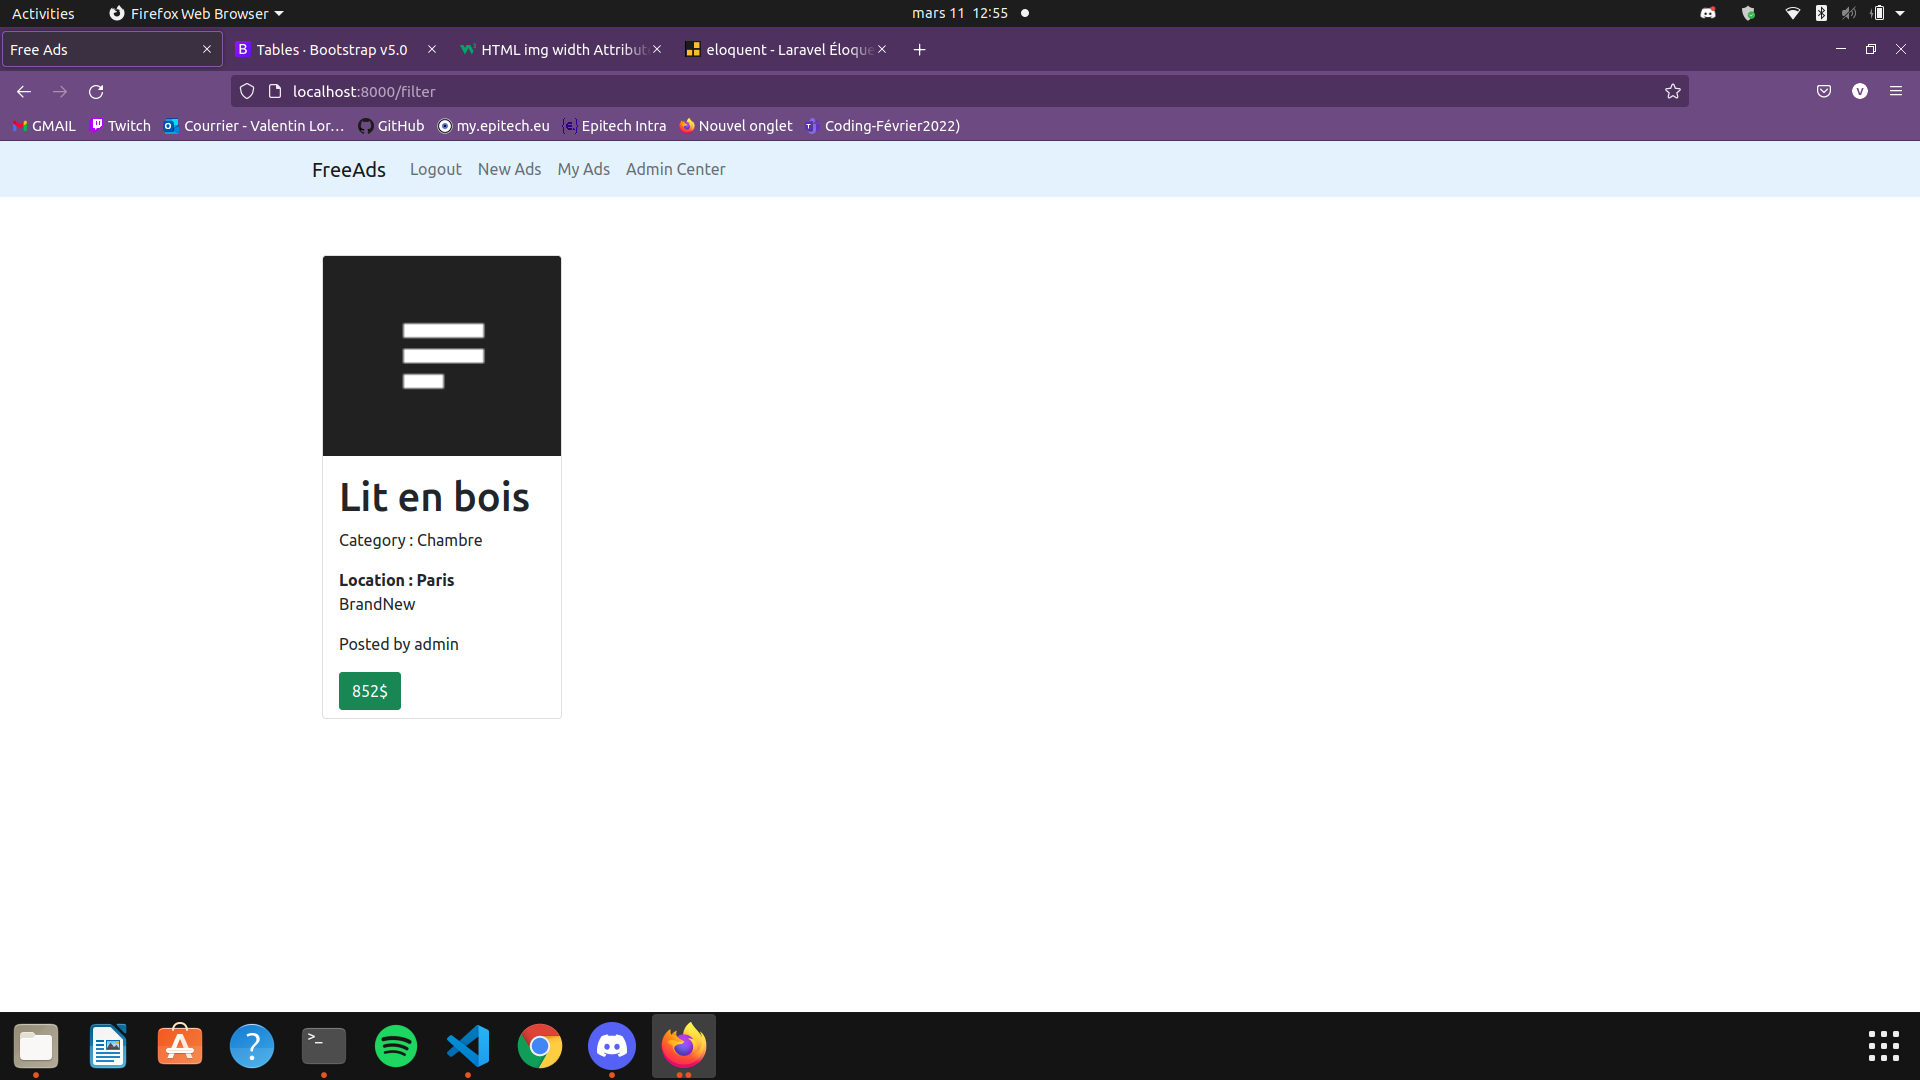 Activities
Firefox Web Browser
mars 11 12:55
Free Ads
Tables · Bootstrap v5.0
HTML img width Attribut
eloquent - Laravel Éloque
localhost:8000/filter
GMAIL
Twitch
Courrier - Valentin Lor…
GitHub
my.epitech.eu
Epitech Intra
Nouvel onglet
Coding-Février2022)
FreeAds
Logout
New Ads
My Ads
Admin Center
Lit en bois
Category : Chambre
Location : Paris
BrandNew
Posted by admin
852$